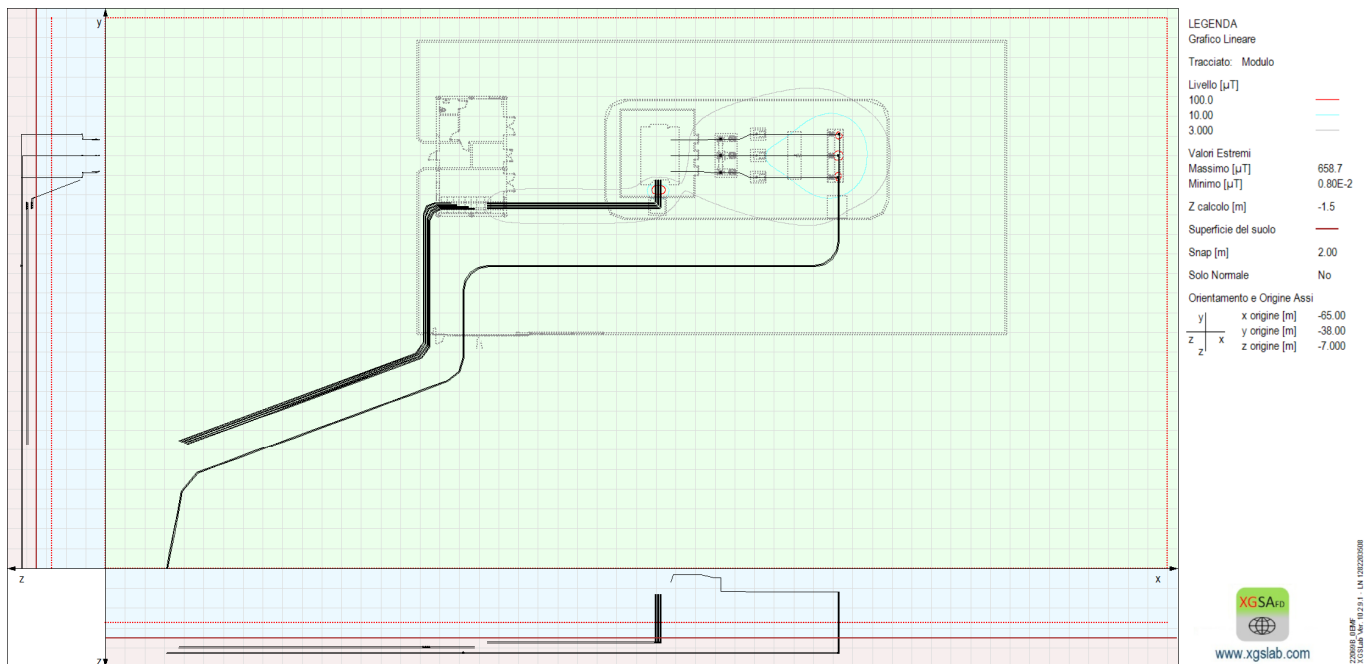 y
z
x
z
LEGENDA
Grafico Lineare
Tracciato: Modulo
Livello [µT]
100.0
10.00
3.000
Valori Estremi
Massimo [µT] 658.7
Minimo [µT] 0.80E-2
Z calcolo [m] -1.5
Superficie del suolo
Snap [m] 2.00
Solo Normale No
Orientamento e Origine Assi
y x origine [m] -65.00
z x y origine [m] -38.00
z z origine [m] -7.000
XGSA FD
www.xgslab.com